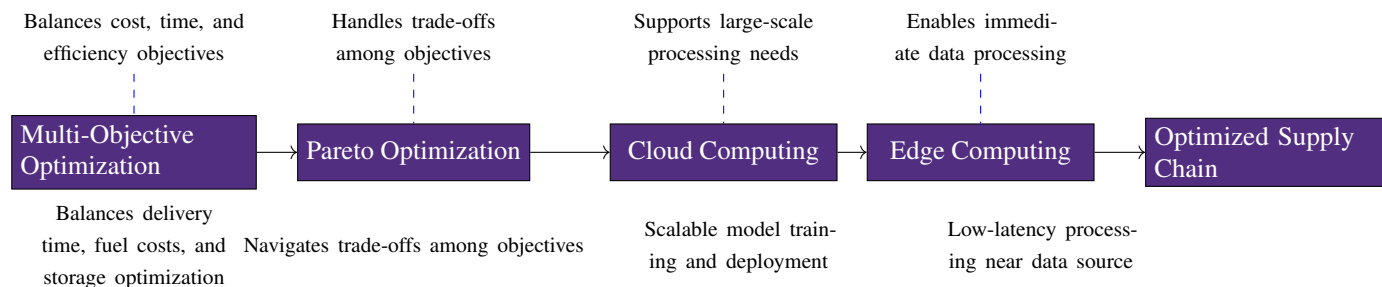 Balances cost, time, and
efficiency objectives
Handles trade-offs
among objectives
Supports large-scale
processing needs
Enables immedi-
ate data processing
Multi-Objective
Optimization
Pareto Optimization
Cloud Computing
Edge Computing
Optimized Supply
Chain
Balances delivery
time, fuel costs, and
storage optimization
Navigates trade-offs among objectives
Scalable model train-
ing and deployment
Low-latency process-
ing near data source